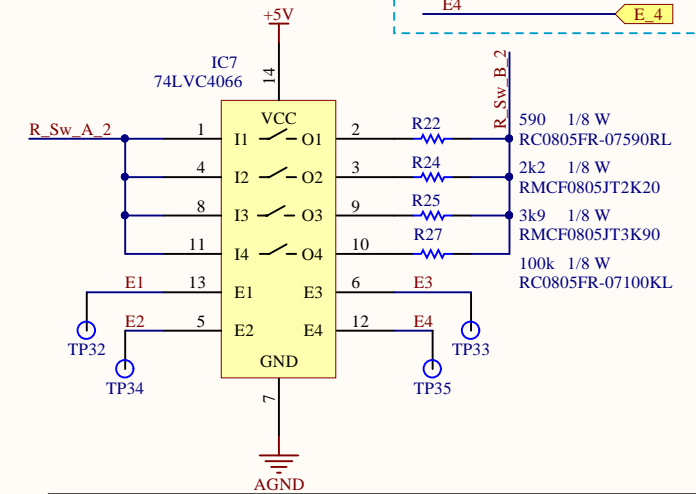 E4
E_4
+5V
IC7
74LVC4066
14
R_Sw_B_2
VCC
R_Sw_A_2
1 I1 O1 2 R22
590 1/8 W
RC0805FR-07590RL
4 I2 O2 3 R24
2k2 1/8 W
RMCF0805JT2K20
8 I3 O3 9 R25
3k9 1/8 W
RMCF0805JT3K90
11 I4 O4 10 R27
100k 1/8 W
RC0805FR-07100KL
E1 13 E1 E3 6 E3
E2 5 E2 E4 12 E4
TP32
TP33
GND
TP34
TP35
7
AGND